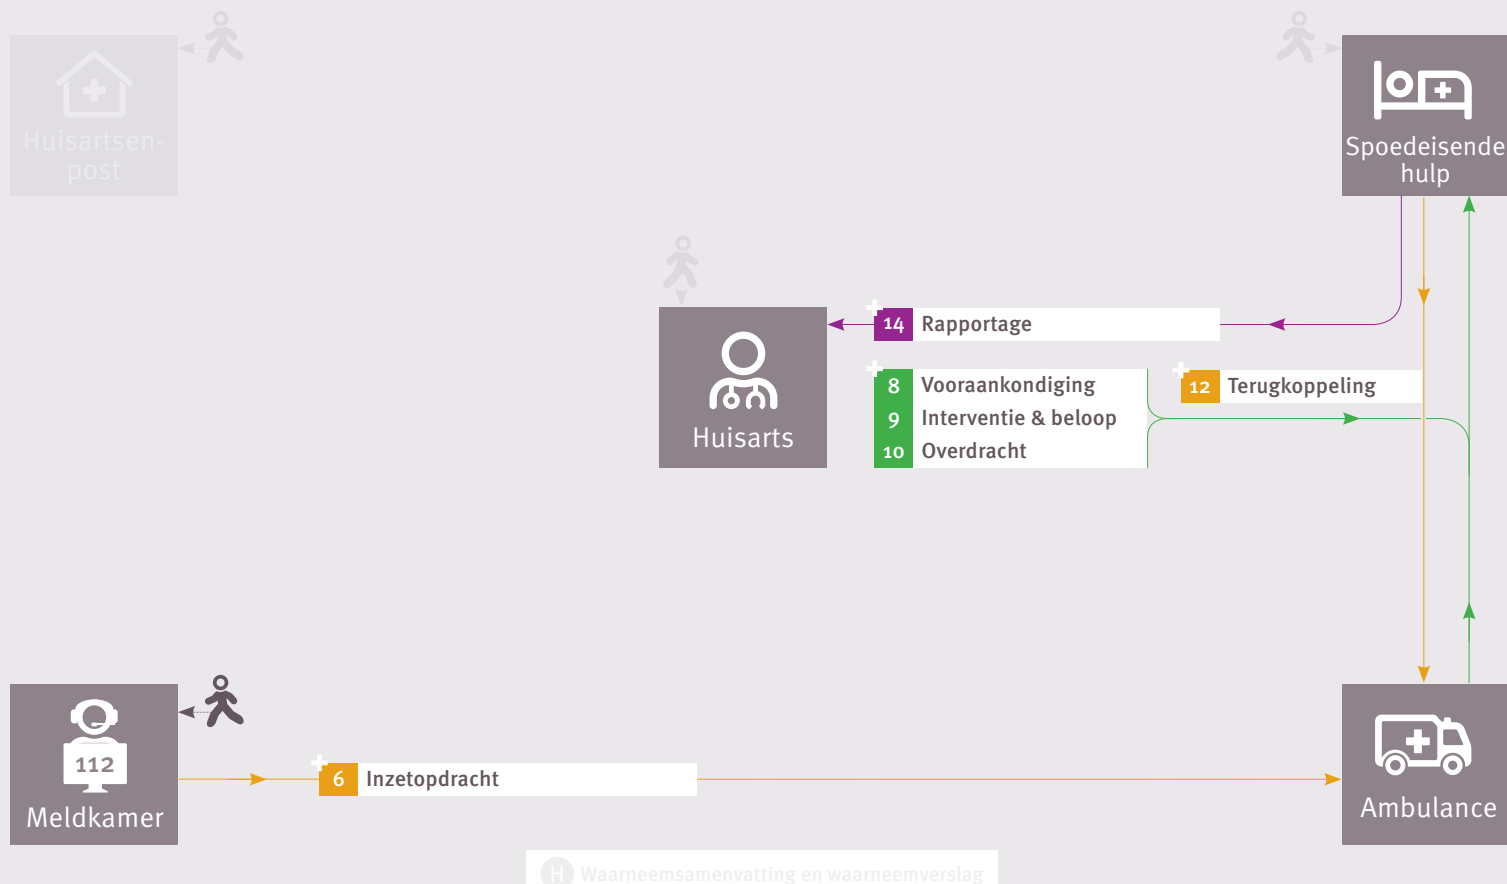 Huisartsen-
post
Spoedeisende
hulp
14 Rapportage
Huisarts
8 Vooraankondiging
9 Interventie & beloop
10 Overdracht
12 Terugkoppeling
112
Meldkamer
6 Inzetopdracht
Ambulance
H Waarneemsamenvatting en waarneemverslag